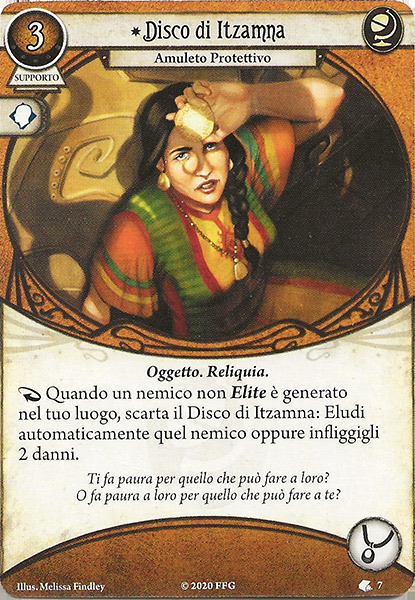 3
SUPPORTO
*Disco di Itzamna
Amuleto Protettivo
Oggetto. Reliquia.
Quando un nemico non Elite è generato
nel tuo luogo, scarta il Disco di Itzamna: Eludi
automaticamente quel nemico oppure infliggigli
2 danni.
Ti fa paura per quello che può fare a loro?
O fa paura a loro per quello che può fare a te?
Illus. Melissa Findley
© 2020 FFG
7